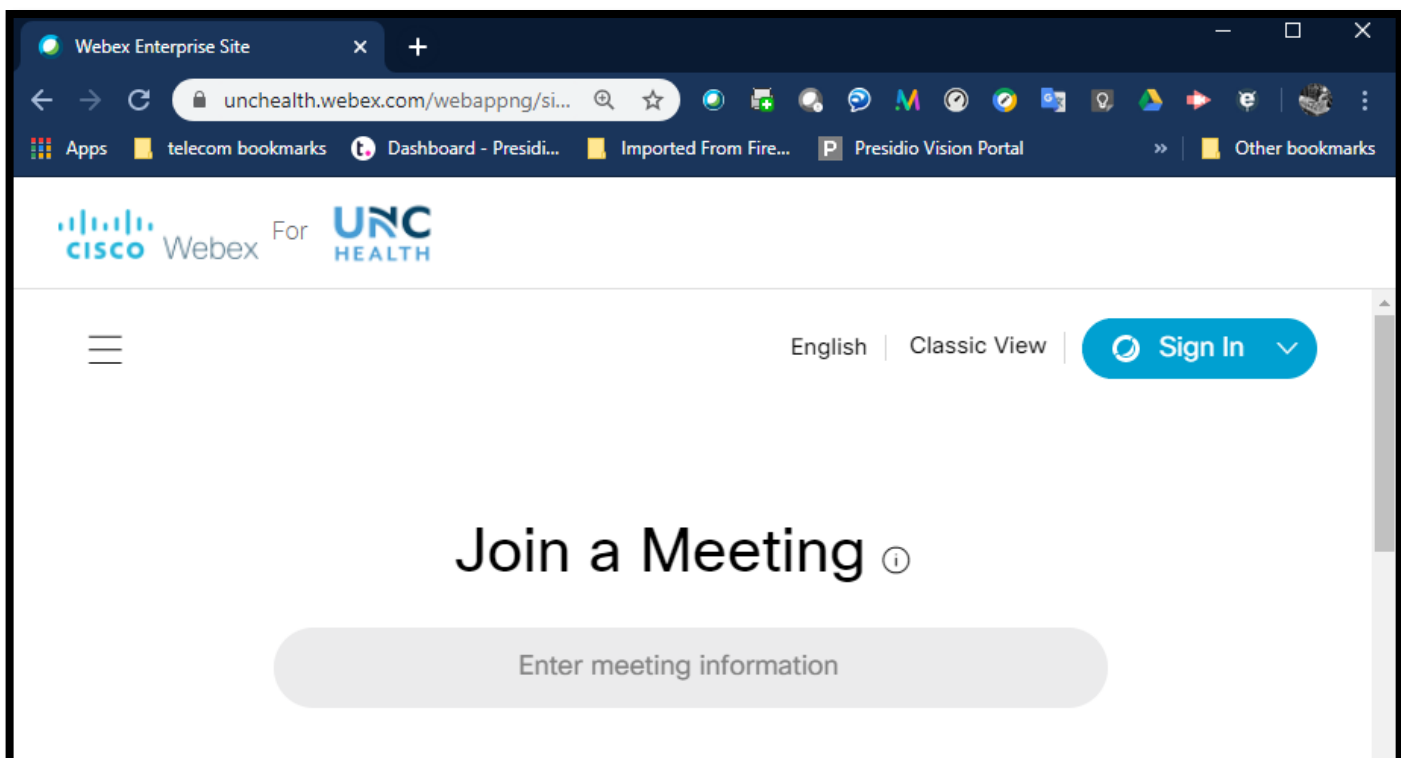 Webex Enterprise Site
unchealth.webex.com/webappng/si...
Apps telecom bookmarks t. Dashboard - Presidi... Imported From Fire... P Presidio Vision Portal » Other bookmarks
CISCO Webex For UNC HEALTH
English Classic View Sign In
Join a Meeting
Enter meeting information